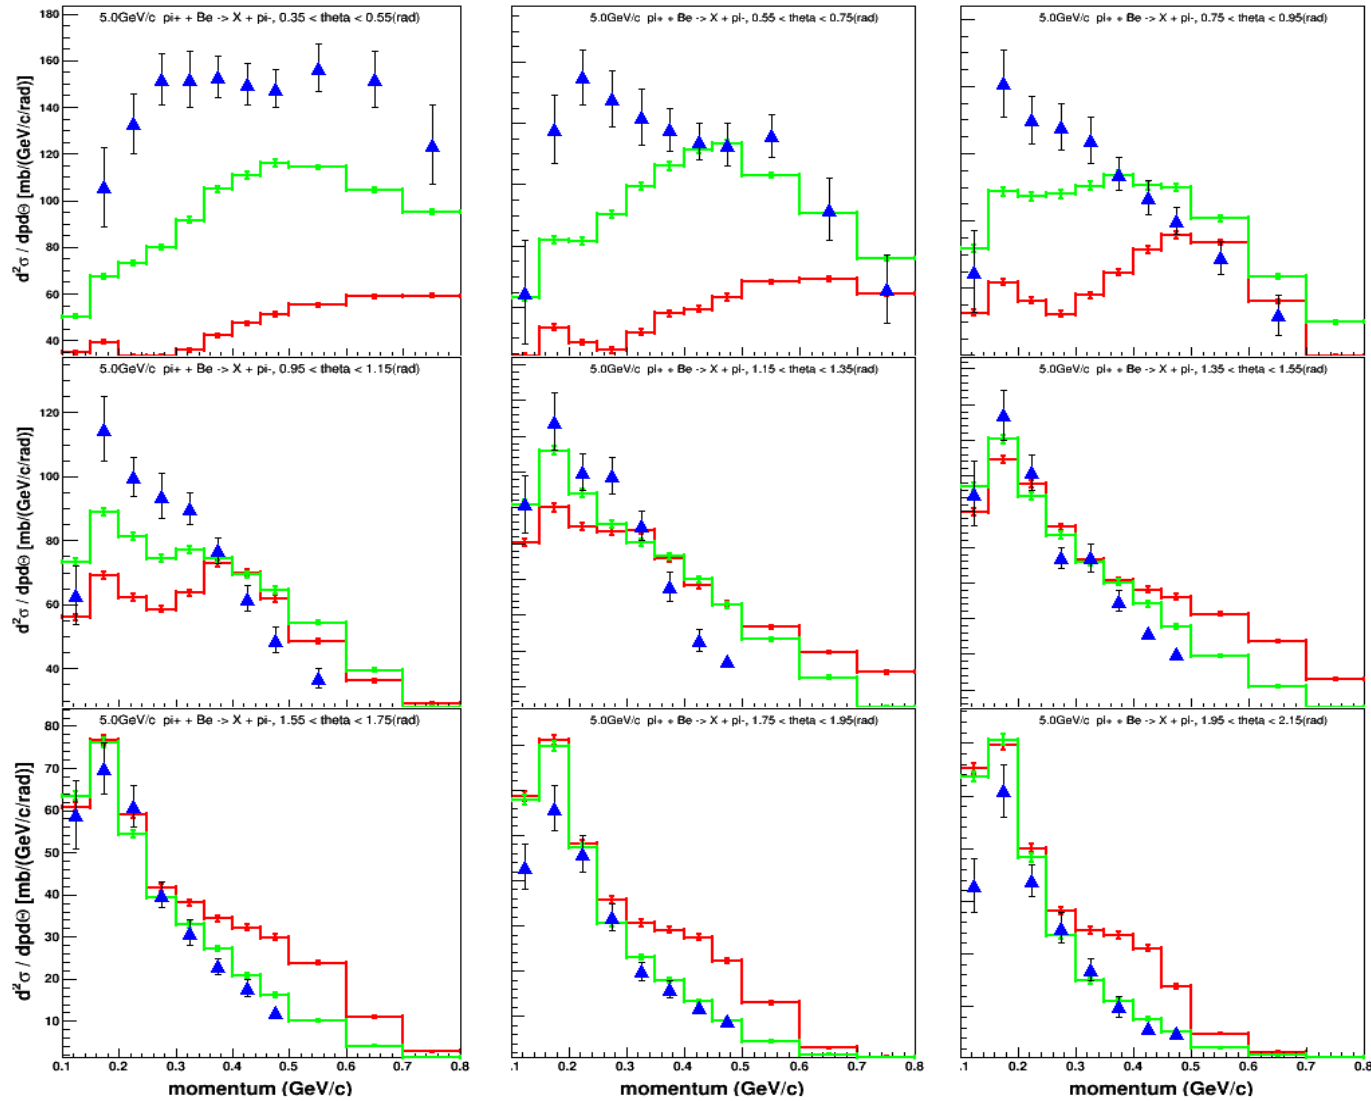 5.0GeV/c pi+ + Be -> X + pi-, 0.35 < theta < 0.55(rad)
5.0GeV/c pi+ + Be -> X + pi-, 0.55 < theta < 0.75(rad)
5.0GeV/c pi+ + Be -> X + pi-, 0.75 < theta < 0.95(rad)
d²σ / dpdΘ [mb/(GeV/c/rad)]
160
140
120
100
80
60
40
5.0GeV/c pi+ + Be -> X + pi-, 0.95 < theta < 1.15(rad)
5.0GeV/c pi+ + Be -> X + pi-, 1.15 < theta < 1.35(rad)
5.0GeV/c pi+ + Be -> X + pi-, 1.35 < theta < 1.55(rad)
d²σ / dpdΘ [mb/(GeV/c/rad)]
120
100
80
60
40
5.0GeV/c pi+ + Be -> X + pi-, 1.55 < theta < 1.75(rad)
5.0GeV/c pi+ + Be -> X + pi-, 1.75 < theta < 1.95(rad)
5.0GeV/c pi+ + Be -> X + pi-, 1.95 < theta < 2.15(rad)
d²σ / dpdΘ [mb/(GeV/c/rad)]
80
70
60
50
40
30
20
10
0.1 0.2 0.3 0.4 0.5 0.6 0.7 0.8
0.1 0.2 0.3 0.4 0.5 0.6 0.7 0.8
0.1 0.2 0.3 0.4 0.5 0.6 0.7 0.8
momentum (GeV/c)
momentum (GeV/c)
momentum (GeV/c)